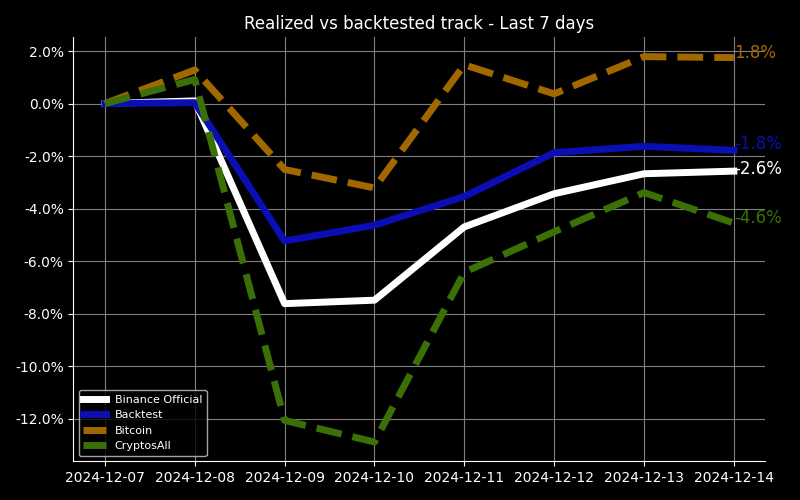 Realized vs backtested track - Last 7 days
2.0%
0.0%
-2.0%
-4.0%
-6.0%
-8.0%
-10.0%
-12.0%
1.8%
-1.8%
-2.6%
-4.6%
Binance Official
Backtest
Bitcoin
CryptosAll
2024-12-07 2024-12-08 2024-12-09 2024-12-10 2024-12-11 2024-12-12 2024-12-13 2024-12-14